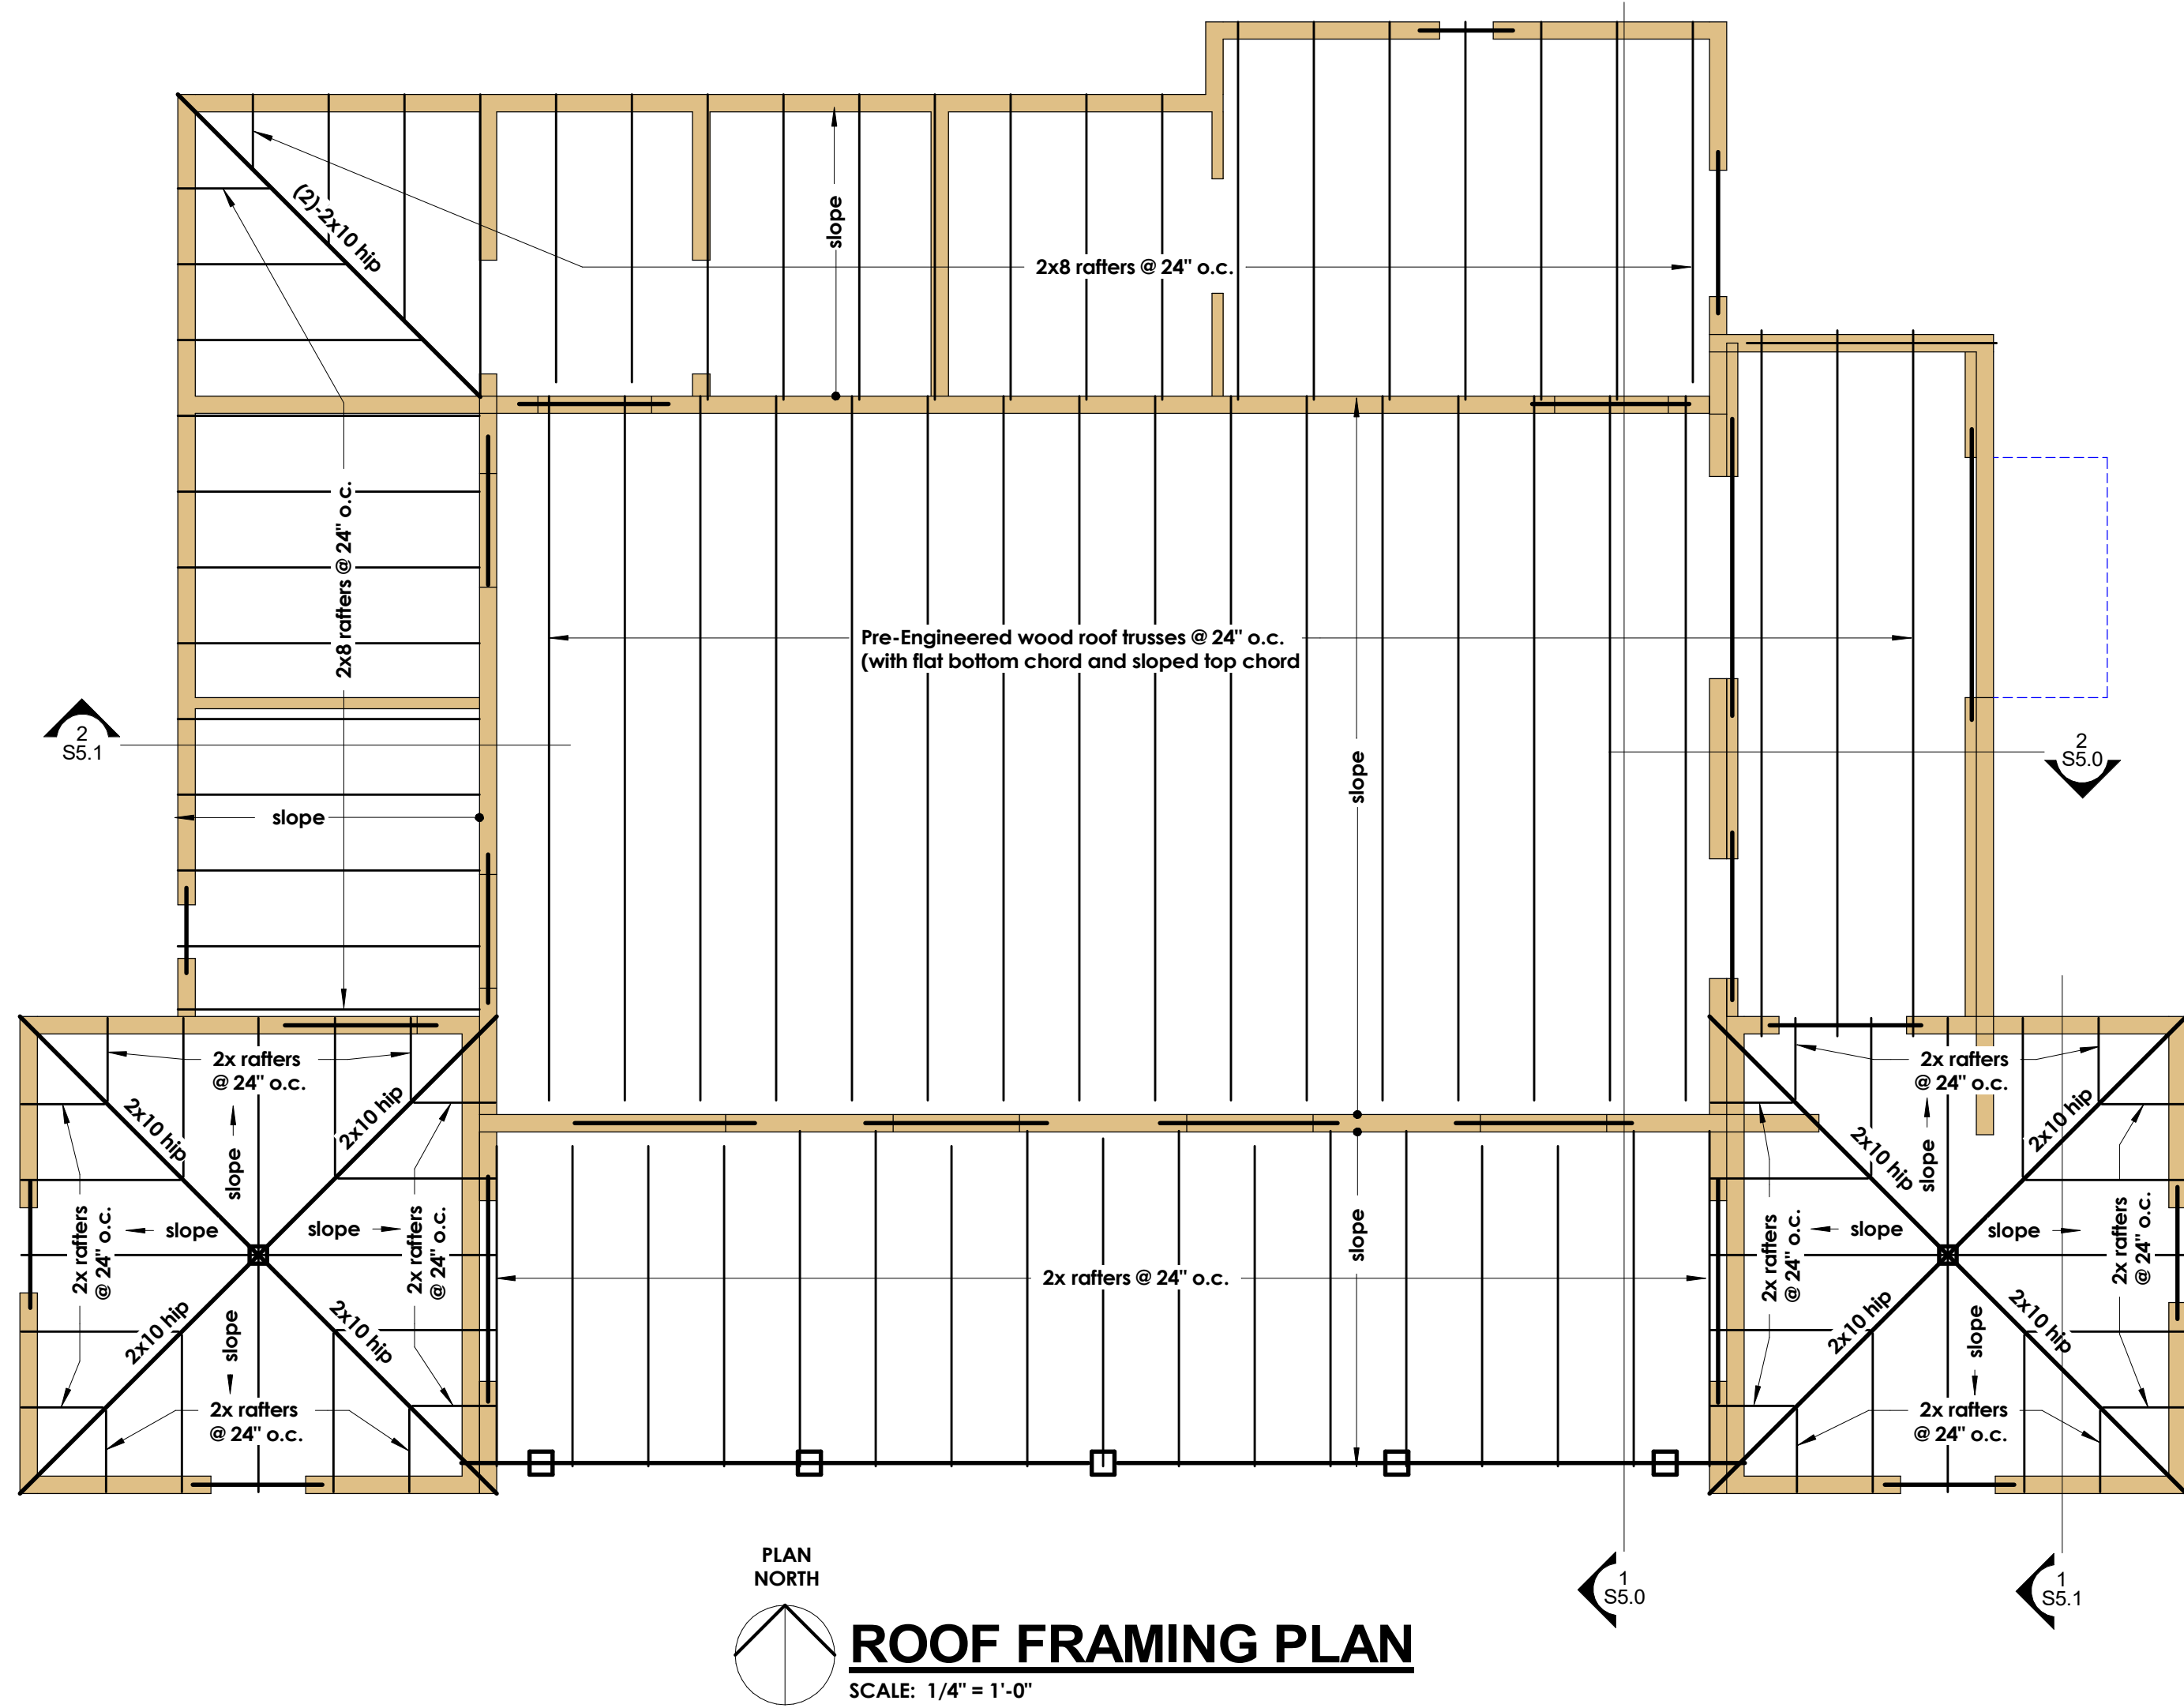 (2)-2x10 hip
slope
2x8 rafters @ 24" o.c.
2x8 rafters @ 24" o.c.
Pre-Engineered wood roof trusses @ 24" o.c.
(with flat bottom chord and sloped top chord
2
S5.1
slope
slope
2
S5.0
2x rafters
@ 24" o.c.
2x10 hip
2x10 hip
slope
2x rafters
@ 24" o.c.
slope
slope
2x rafters
@ 24" o.c.
2x10 hip
slope
2x10 hip
2x rafters
@ 24" o.c.
slope
2x rafters @ 24" o.c.
2x rafters
@ 24" o.c.
2x10 hip
slope
2x10 hip
2x rafters
@ 24" o.c.
slope
slope
2x rafters
@ 24" o.c.
2x10 hip
slope
2x10 hip
2x rafters
@ 24" o.c.
PLAN
NORTH
1
S5.0
1
S5.1
ROOF FRAMING PLAN
SCALE: 1/4" = 1'-0"